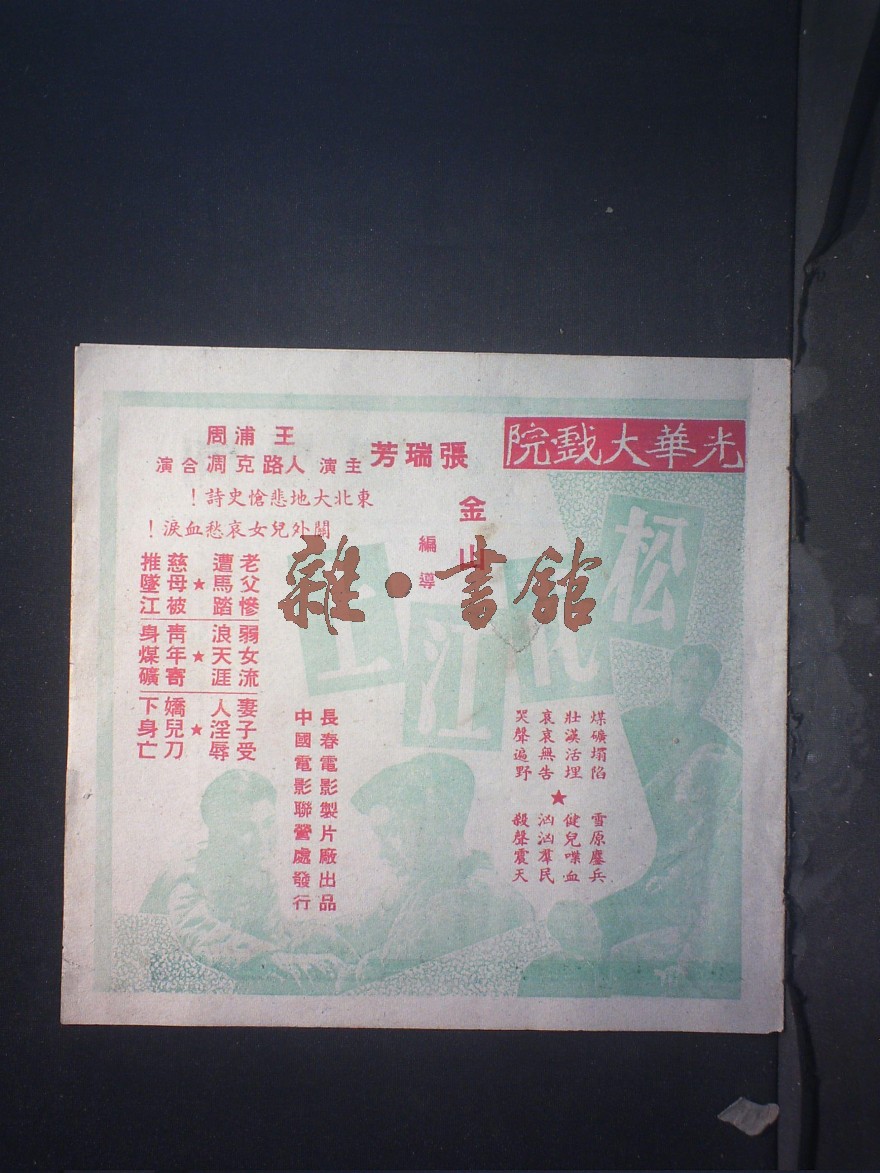 光華大戲院
松花江上
金山
編導
張瑞芳
主演
王人路
浦克
周凋
合演
東北大地悲愴史詩！
關外兒女哀愁血淚！
老父慘
遭馬踏
★
慈母被
推墜江
弱女流
浪天涯
★
青年寄
身煤礦
妻子受
人淫辱
★
嬌兒刀
下身亡
煤礦塌陷
壯漢活埋
哀哀無告
哭聲遍野
★
雪原鏖兵
健兒喋血
洶洶羣民
殺聲震天
長春電影製片廠出品
中國電影聯營處發行
雜·書館